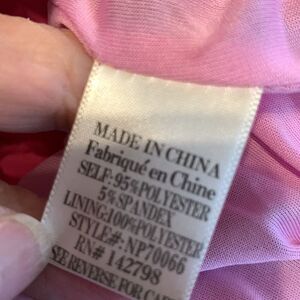 MADE IN CHINA
Fabriqué en Chine
SELF:95%POLYESTER
5%SPANDEX
LINING:100%POLYESTER
STYLE#:NP70066
RN# 142798
SEE REVERSE FOR CARE